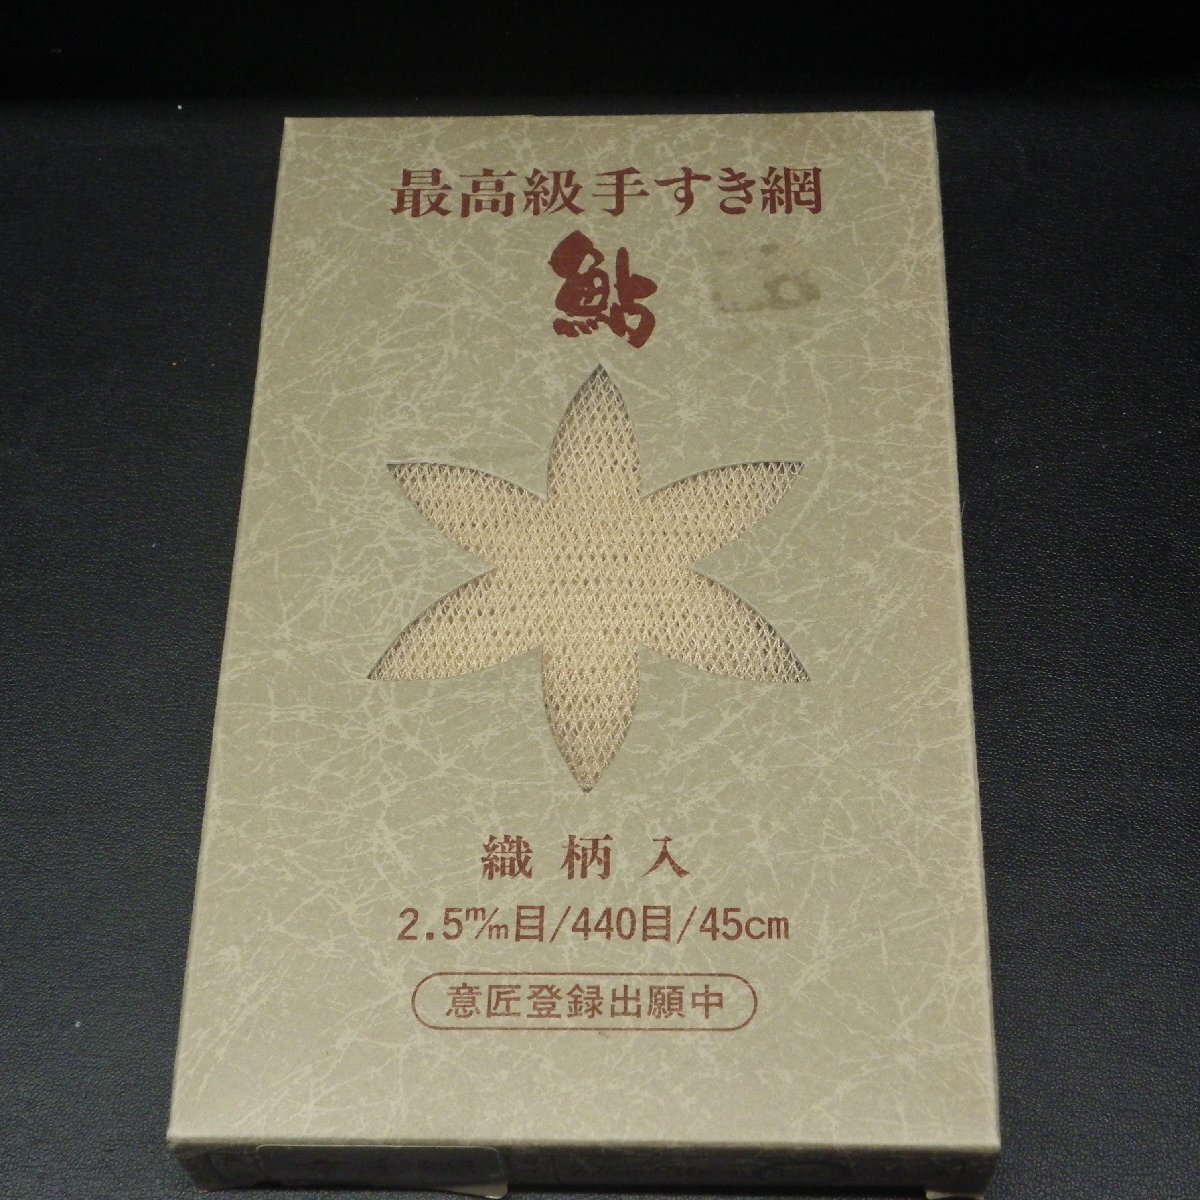 最高級手すき網
鮎
織柄入
2.5m/m目/440目/45cm
意匠登録出願中